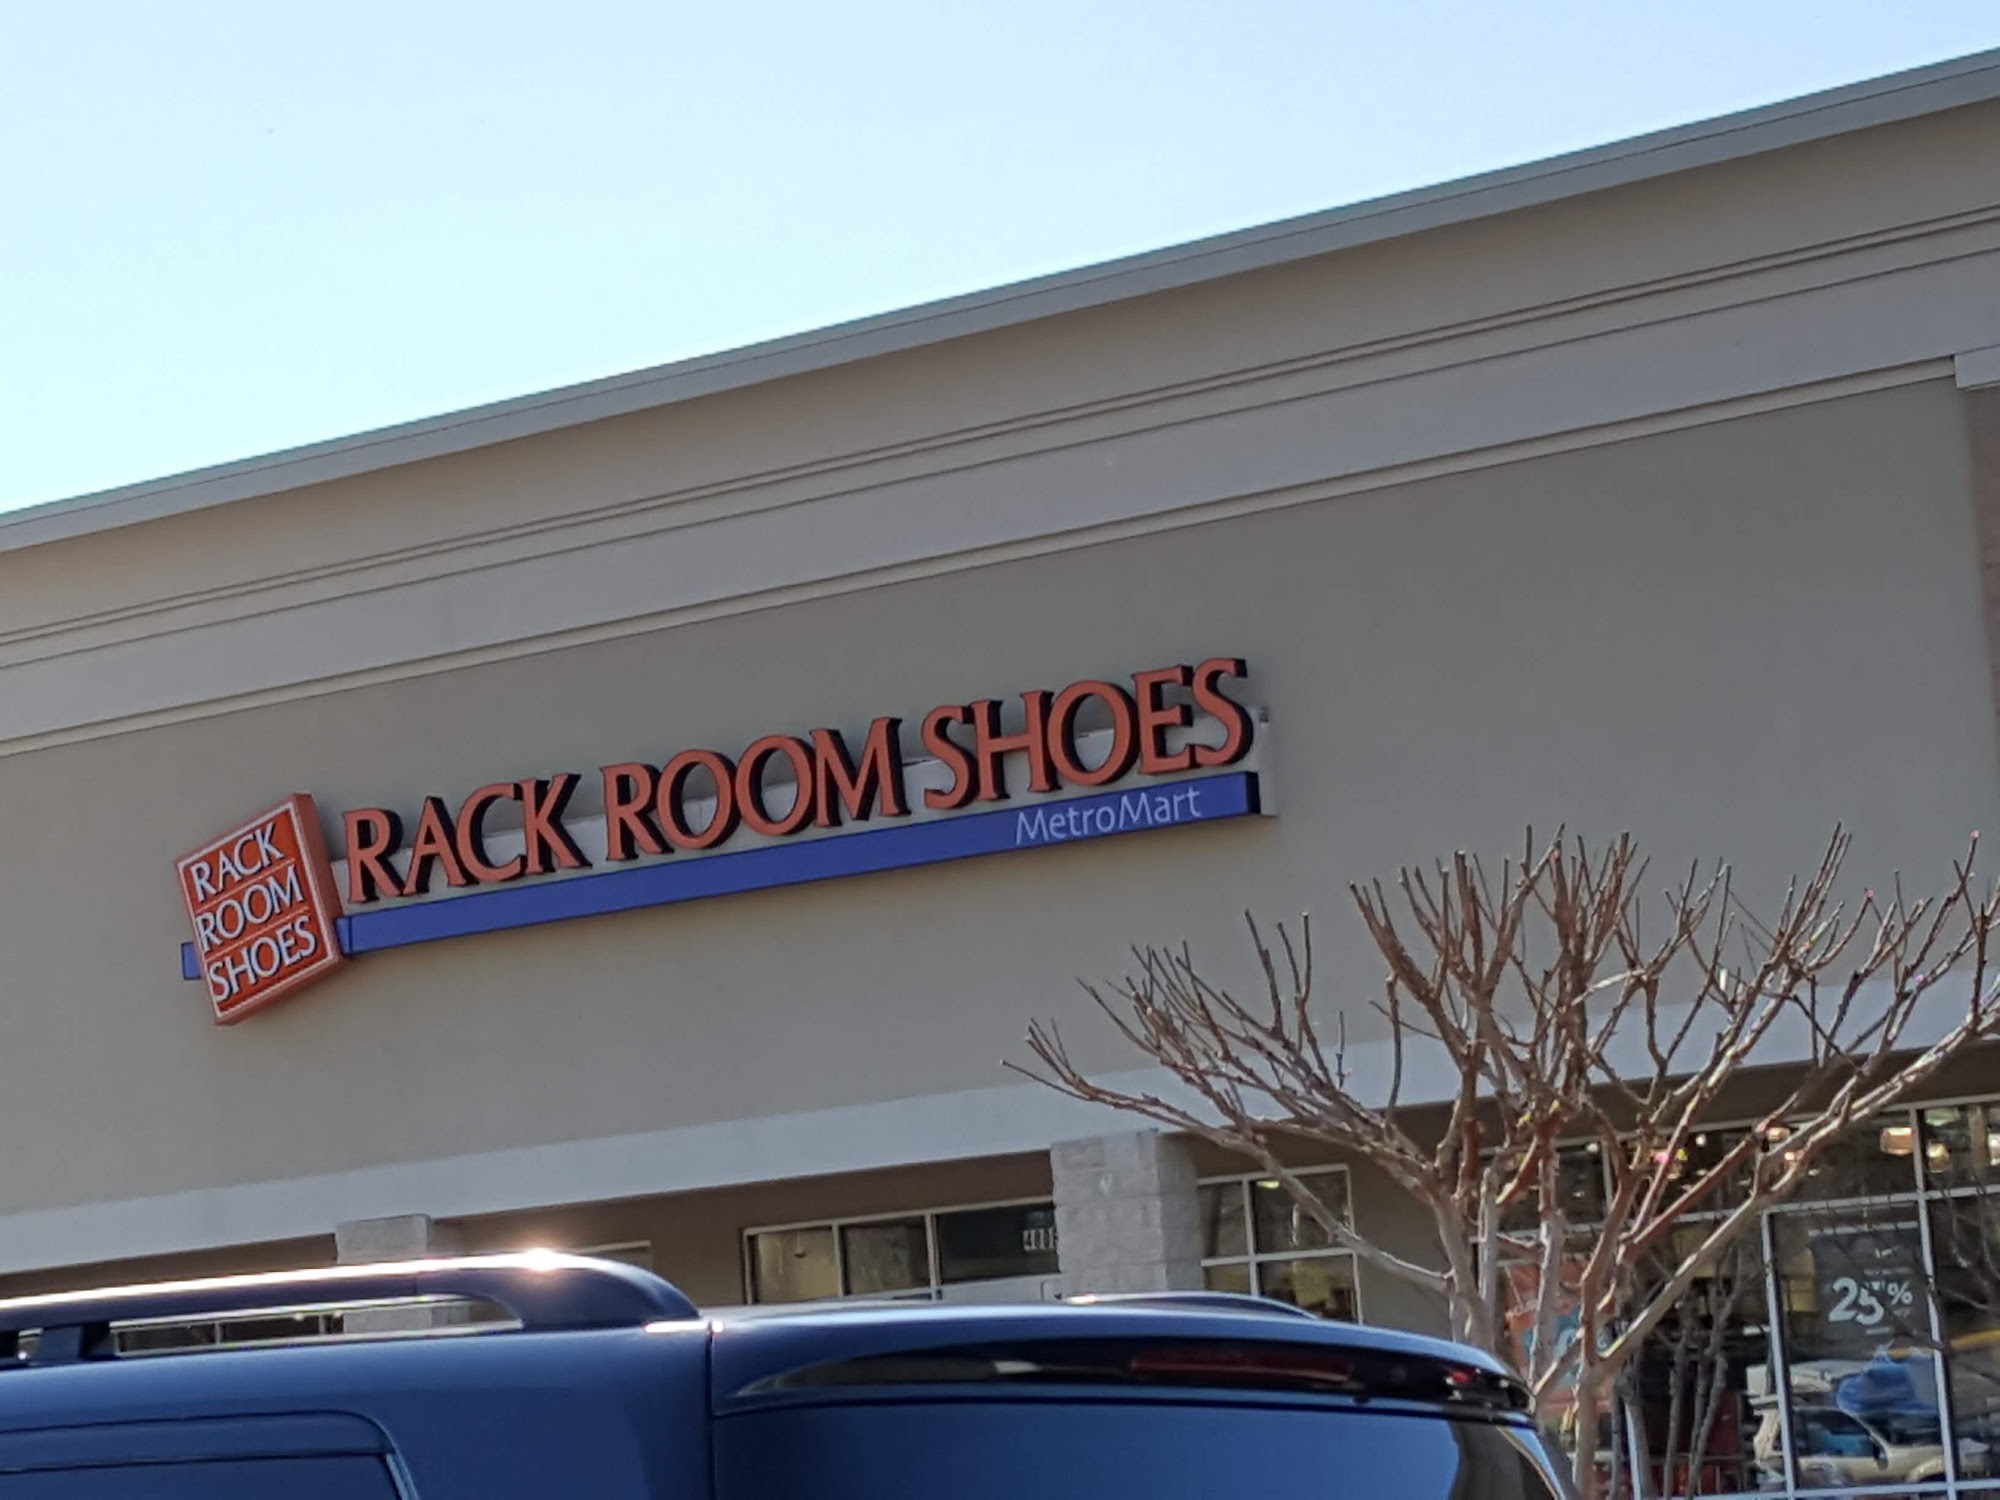 RACK
ROOM
SHOES
RACK ROOM SHOES
MetroMart
25%